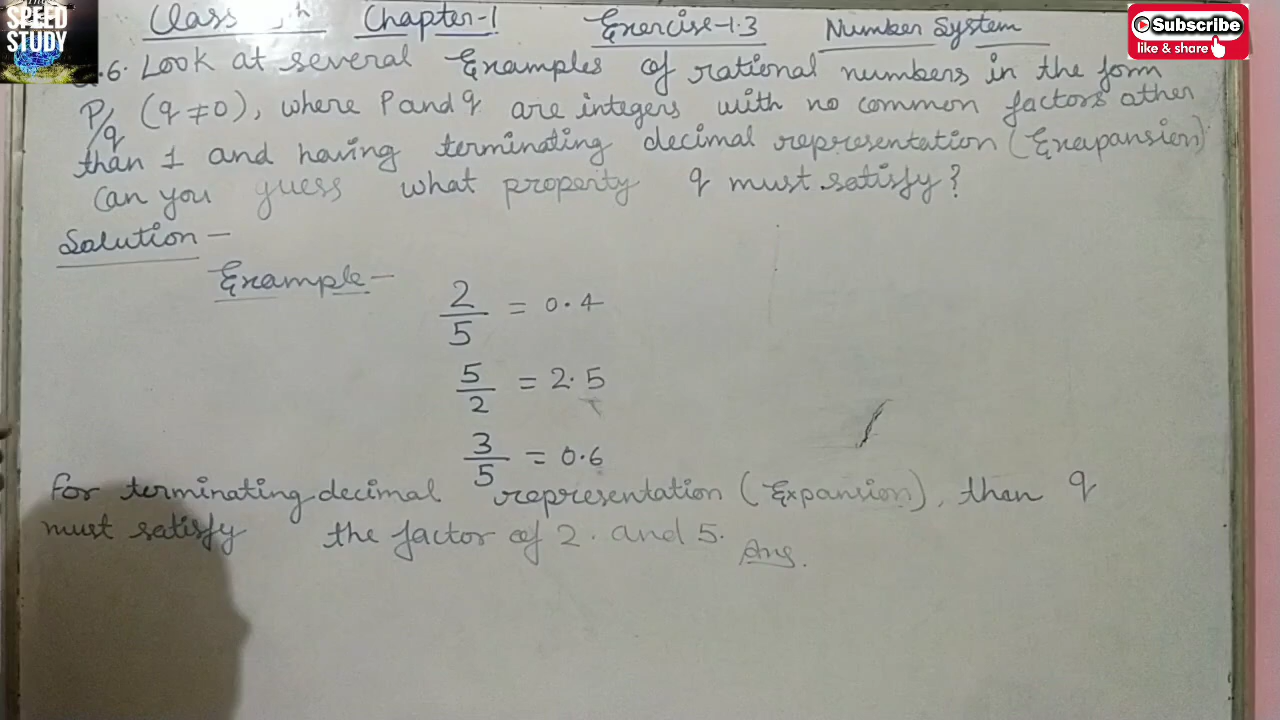 SPEED
STUDY
Subscribe
like & share
Class h Chapter-1 Exercise-1.3 Number System
6. Look at several Examples of rational numbers in the form
P/q (q ≠ 0), where P and q are integers with no common factors other
than 1 and having terminating decimal representation (Exapansion)
Can you guess what property q must satisfy?
Solution-
Example-
2/5 = 0.4
5/2 = 2.5
3/5 = 0.6
For terminating decimal representation (Expansion), then q
must satisfy the factor of 2. and 5. Ans.